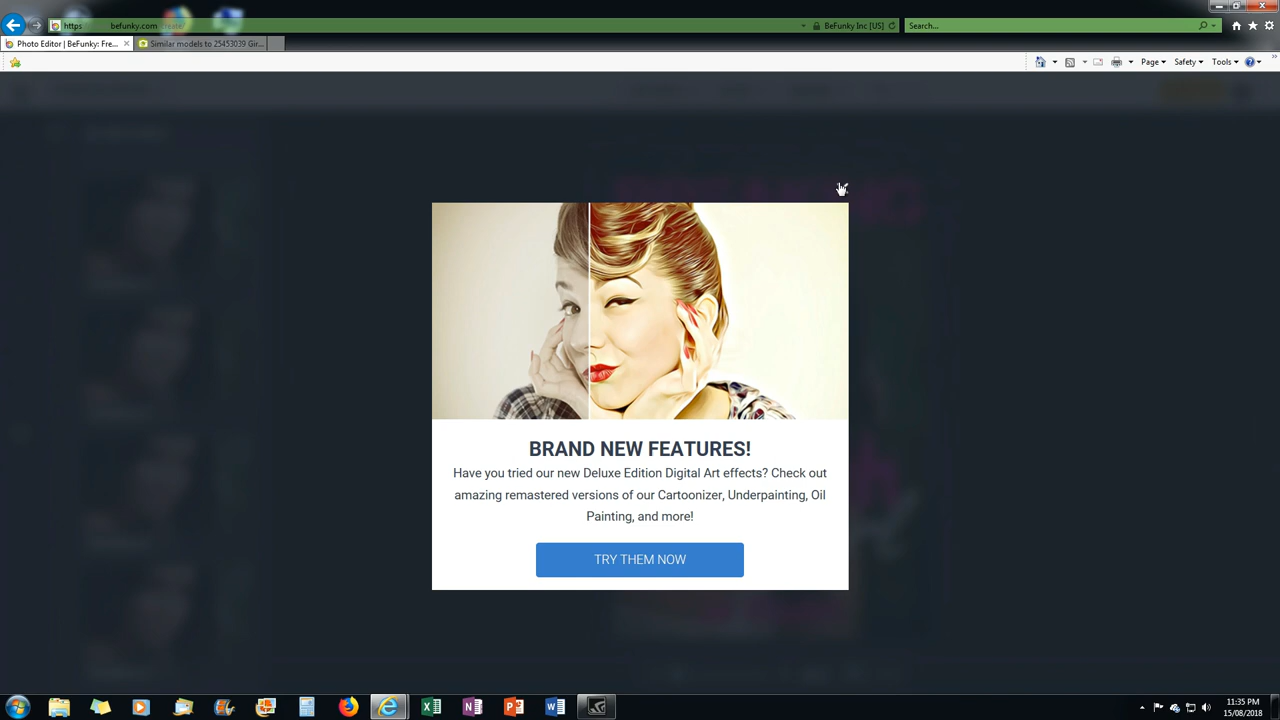 https befunky.com create/
BeFunky Inc [US]
Search...
Photo Editor | BeFunky: Fre...
Similar models to 25453039 Gir...
Page
Safety
Tools
BRAND NEW FEATURES!
Have you tried our new Deluxe Edition Digital Art effects? Check out
amazing remastered versions of our Cartoonizer, Underpainting, Oil
Painting, and more!
TRY THEM NOW
11:35 PM
15/08/2018